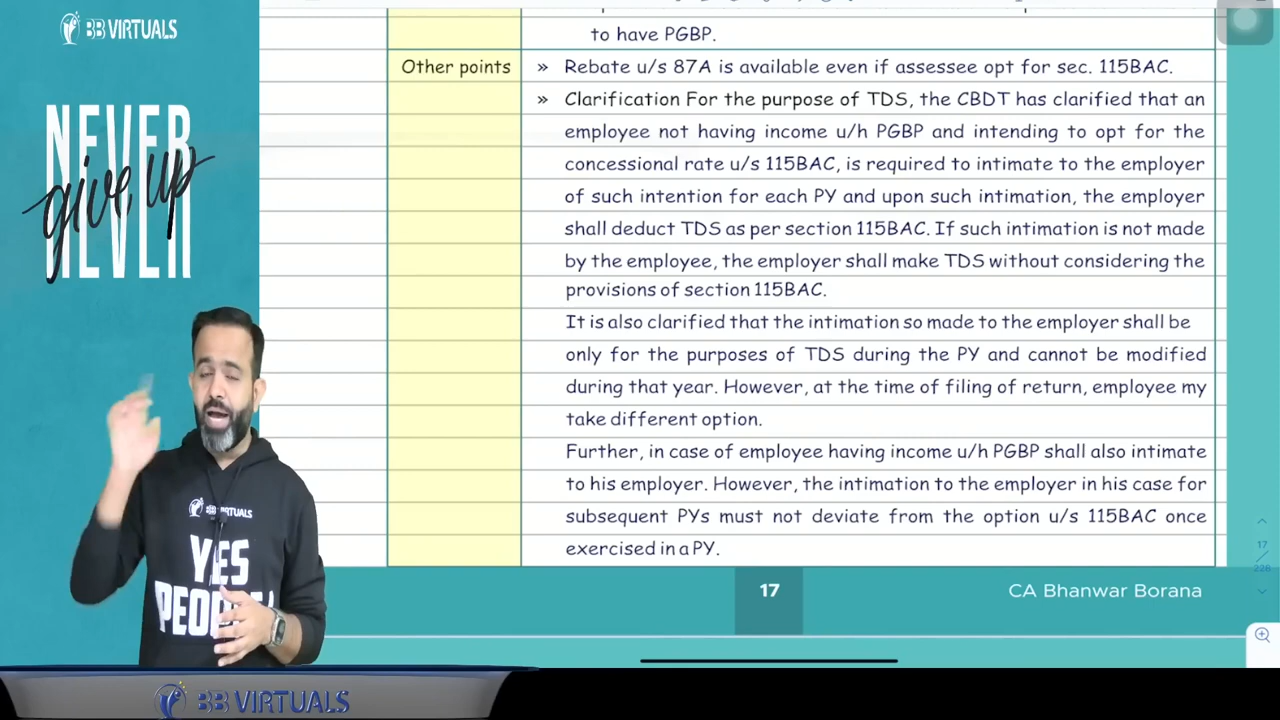 BB VIRTUALS
NEVER
give up
NEVER
to have PGBP.
Other points
» Rebate u/s 87A is available even if assessee opt for sec. 115BAC.
» Clarification For the purpose of TDS, the CBDT has clarified that an
employee not having income u/h PGBP and intending to opt for the
concessional rate u/s 115BAC, is required to intimate to the employer
of such intention for each PY and upon such intimation, the employer
shall deduct TDS as per section 115BAC. If such intimation is not made
by the employee, the employer shall make TDS without considering the
provisions of section 115BAC.
It is also clarified that the intimation so made to the employer shall be
only for the purposes of TDS during the PY and cannot be modified
during that year. However, at the time of filing of return, employee my
take different option.
Further, in case of employee having income u/h PGBP shall also intimate
to his employer. However, the intimation to the employer in his case for
subsequent PYs must not deviate from the option u/s 115BAC once
exercised in a PY.
17
CA Bhanwar Borana
17
228
VIRTUALS
YES
PEOP
BB VIRTUALS